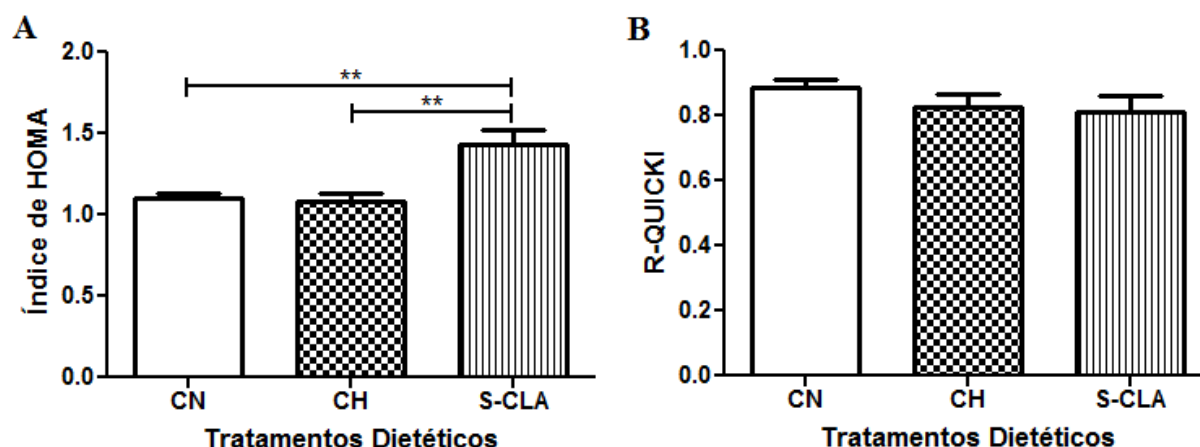 A
Índice de HOMA
2.0
1.5
1.0
0.5
0.0
**
**
CN CH S-CLA
Tratamentos Dietéticos
B
R-QUICKI
1.0
0.8
0.6
0.4
0.2
0.0
CN CH S-CLA
Tratamentos Dietéticos